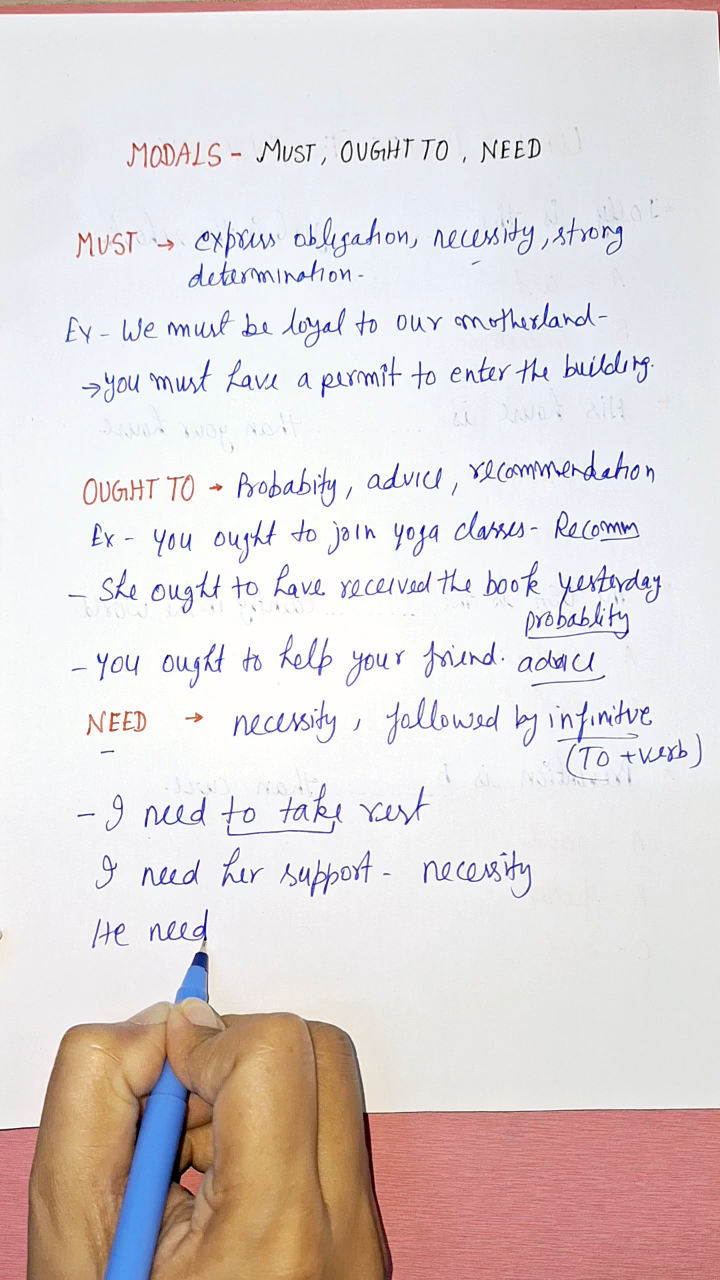 MODALS - MUST, OUGHT TO, NEED
MUST → express obligation, necessity, strong
determination.
Ex - We must be loyal to our motherland-
→ you must have a permit to enter the building.
OUGHT TO → Probabity, advice, recommendation
Ex - you ought to join yoga classes - Recomm
- She ought to have received the book yesterday
probablity
- you ought to help your friend. advice
NEED → necessity, followed by infinitve
(To + verb)
- I need to take rest
I need her support - necessity
He need